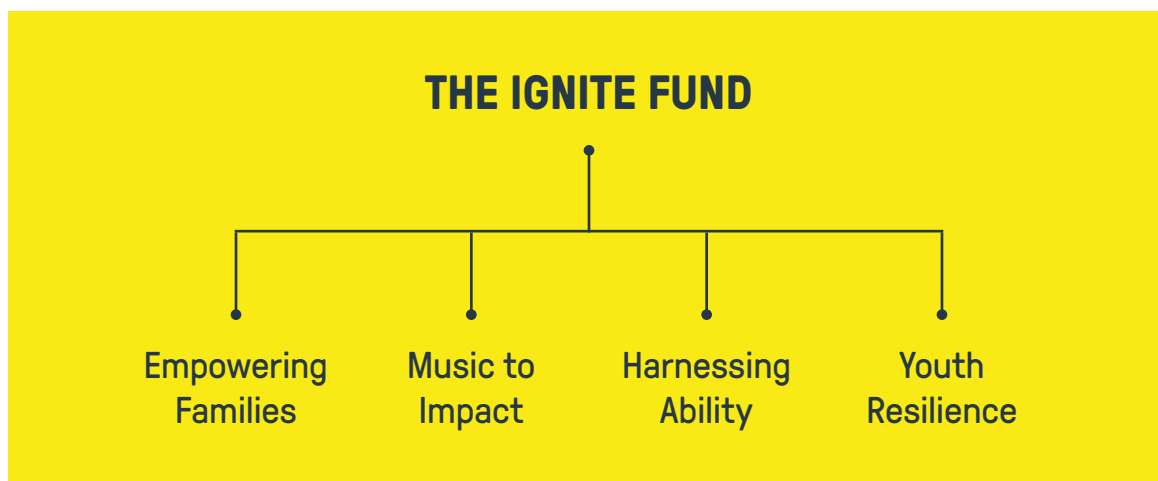 THE IGNITE FUND
Empowering
Families
Music to
Impact
Harnessing
Ability
Youth
Resilience